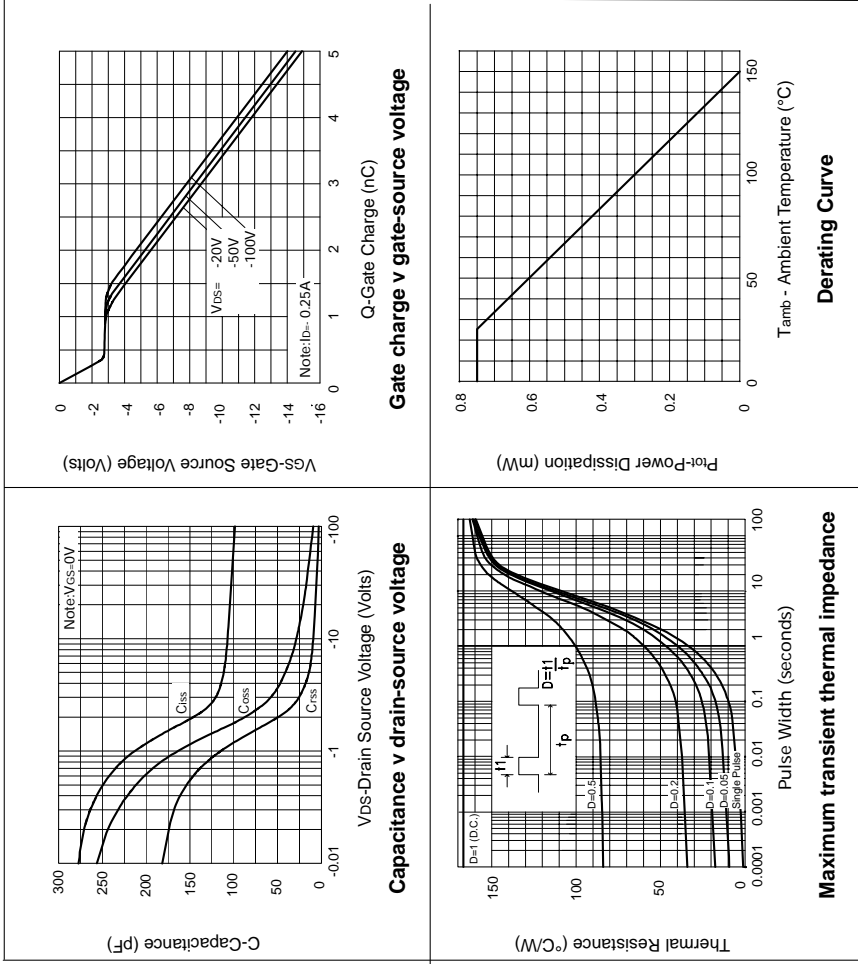 C-Capacitance (pF)
300
250
200
150
100
50
0
-0.01
-1
-10
-100
Note:VGS=0V
Ciss
Coss
Crss
VDS-Drain Source Voltage (Volts)
Capacitance v drain-source voltage
VGS-Gate Source Voltage (Volts)
0
-2
-4
-6
-8
-10
-12
-14
-16
0
1
2
3
4
5
VDS=
-20V
-50V
-100V
Note:ID=- 0.25A
Q-Gate Charge (nC)
Gate charge v gate-source voltage
Thermal Resistance (°C/W)
150
100
50
0
0.0001
0.001
0.01
0.1
1
10
100
D=1 (D.C.)
t1
tp
D=t1
tp
D=0.5
D=0.2
D=0.1
D=0.05
Single Pulse
Pulse Width (seconds)
Maximum transient thermal impedance
Ptot-Power Dissipation (mW)
0.8
0.6
0.4
0.2
0
0
50
100
150
Tamb - Ambient Temperature (°C)
Derating Curve